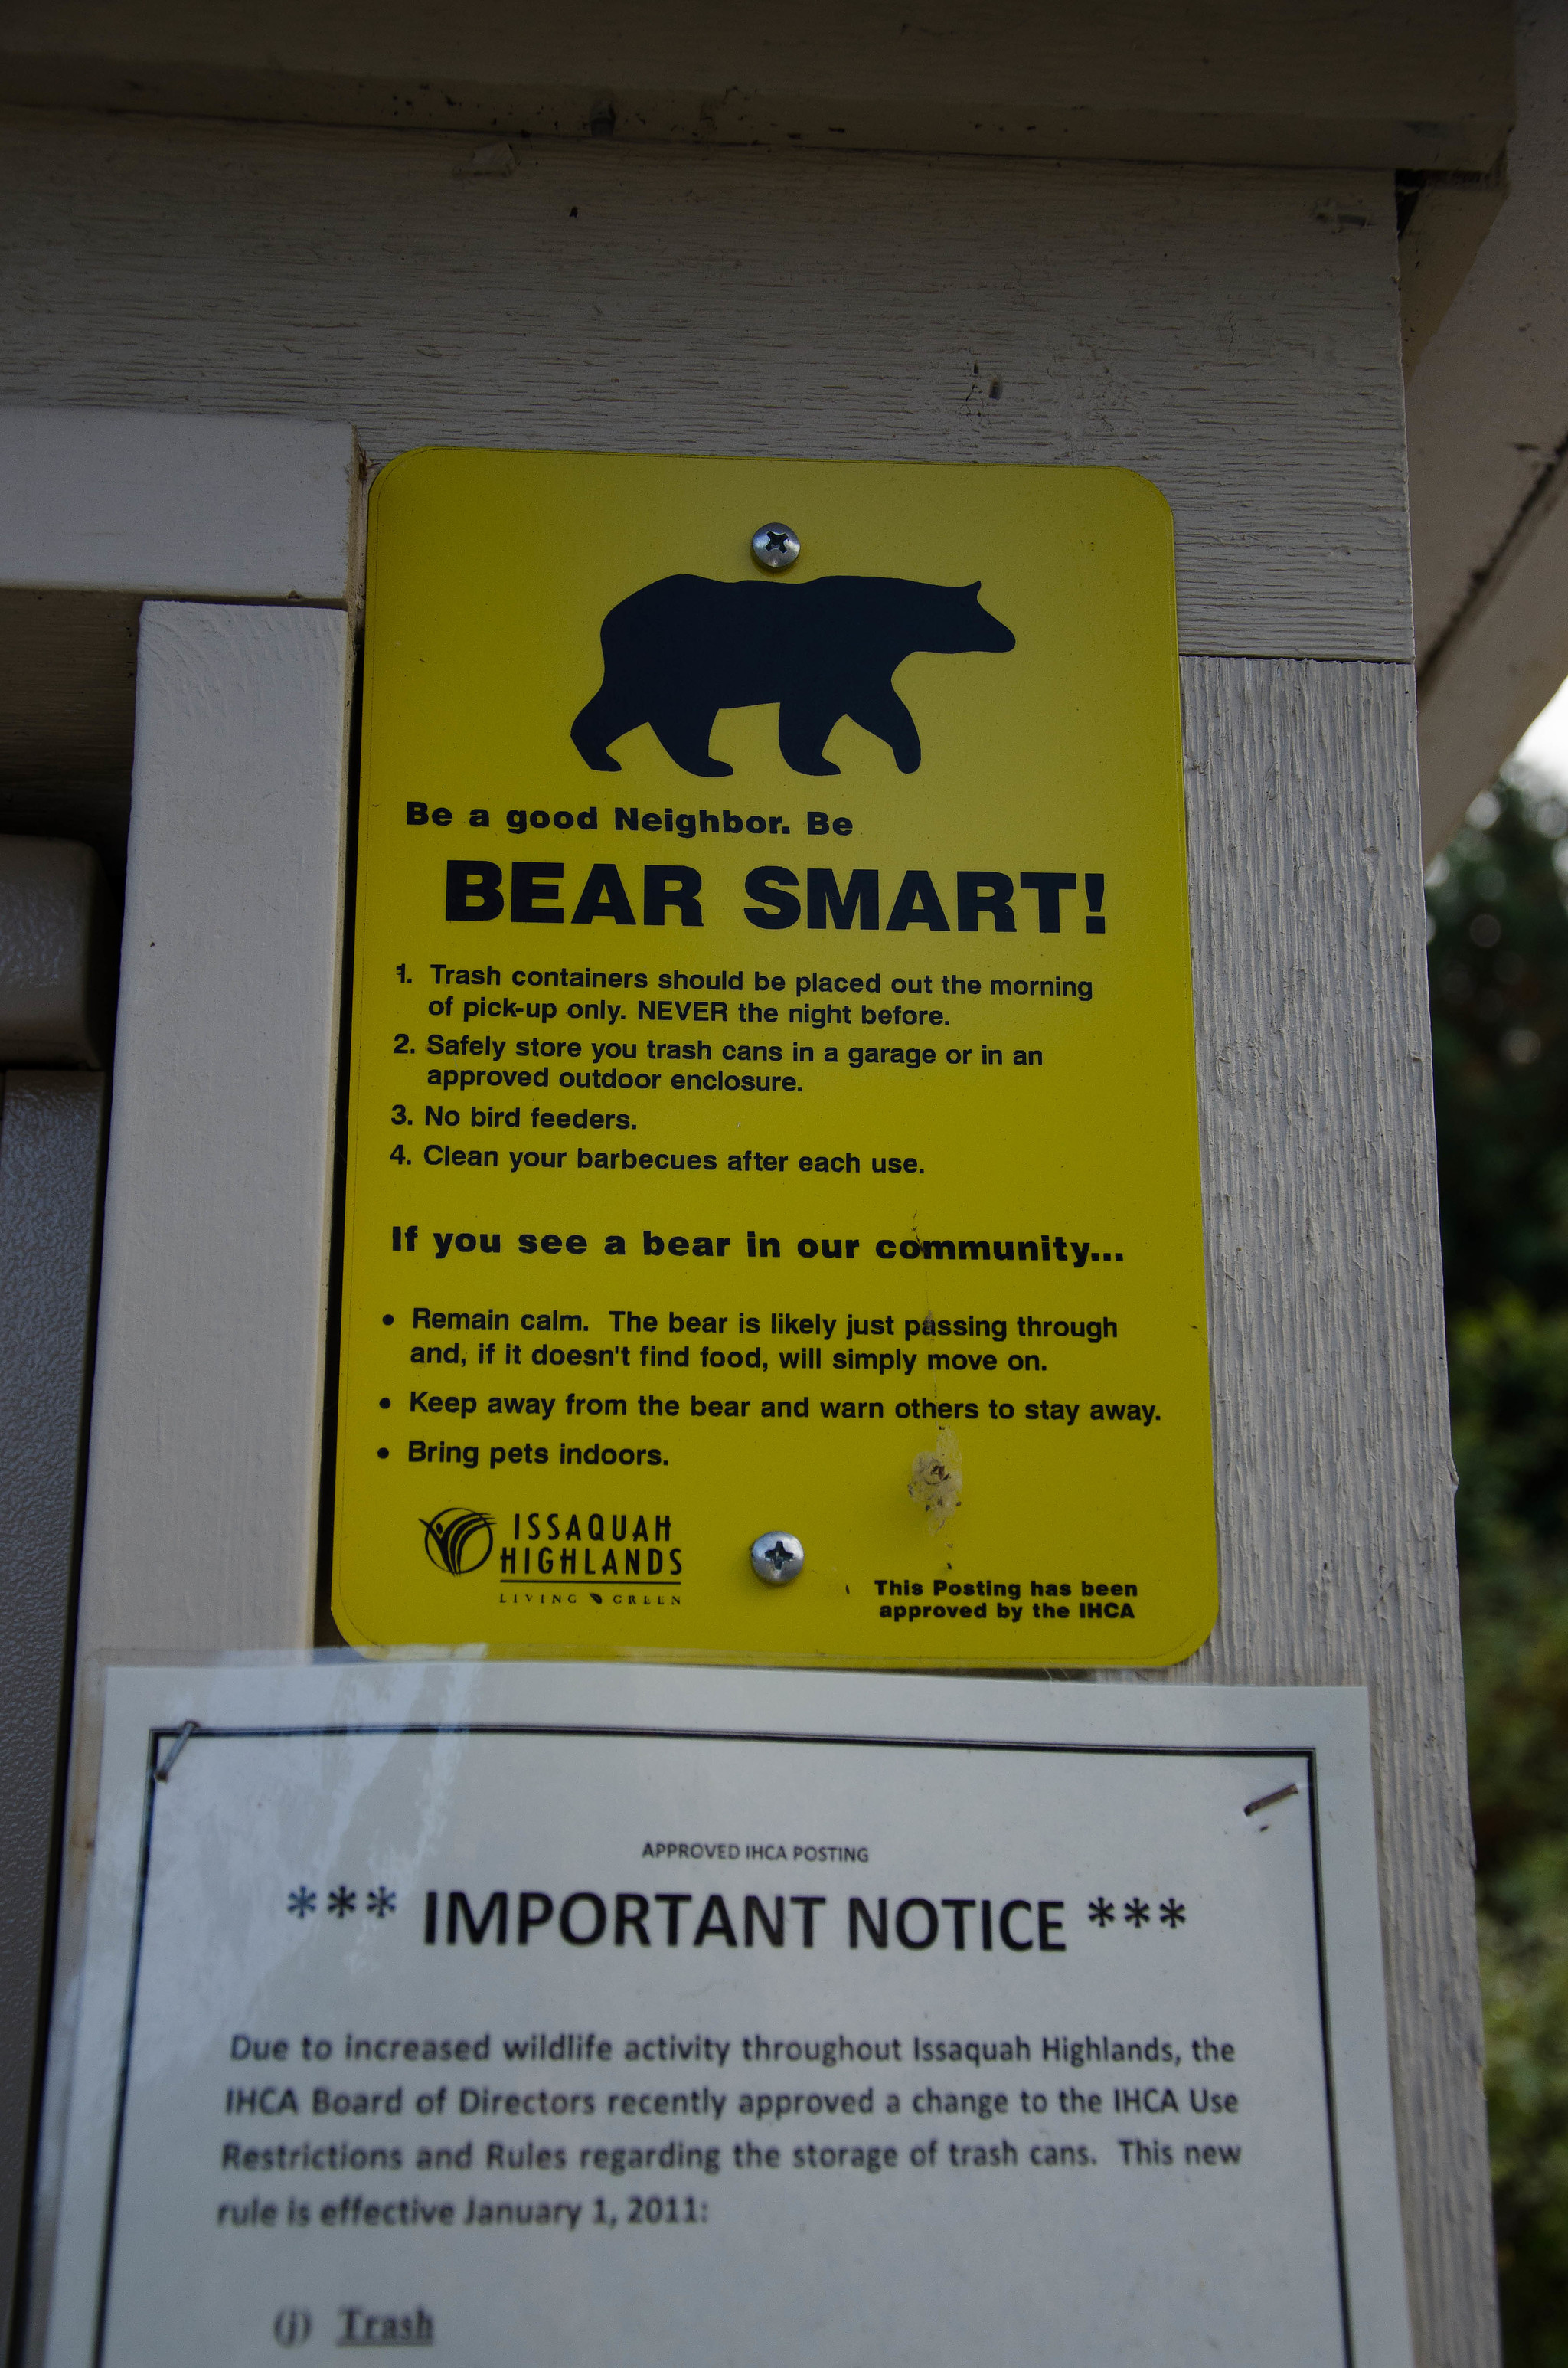 Be a good Neighbor. Be
BEAR SMART!
1. Trash containers should be placed out the morning
of pick-up only. NEVER the night before.
2. Safely store you trash cans in a garage or in an
approved outdoor enclosure.
3. No bird feeders.
4. Clean your barbecues after each use.
If you see a bear in our community...
• Remain calm. The bear is likely just passing through
and, if it doesn't find food, will simply move on.
• Keep away from the bear and warn others to stay away.
• Bring pets indoors.
ISSAQUAH
HIGHLANDS
LIVING GREEN
This Posting has been
approved by the IHCA
APPROVED IHCA POSTING
*** IMPORTANT NOTICE ***
Due to increased wildlife activity throughout Issaquah Highlands, the
IHCA Board of Directors recently approved a change to the IHCA Use
Restrictions and Rules regarding the storage of trash cans. This new
rule is effective January 1, 2011:
(j) Trash